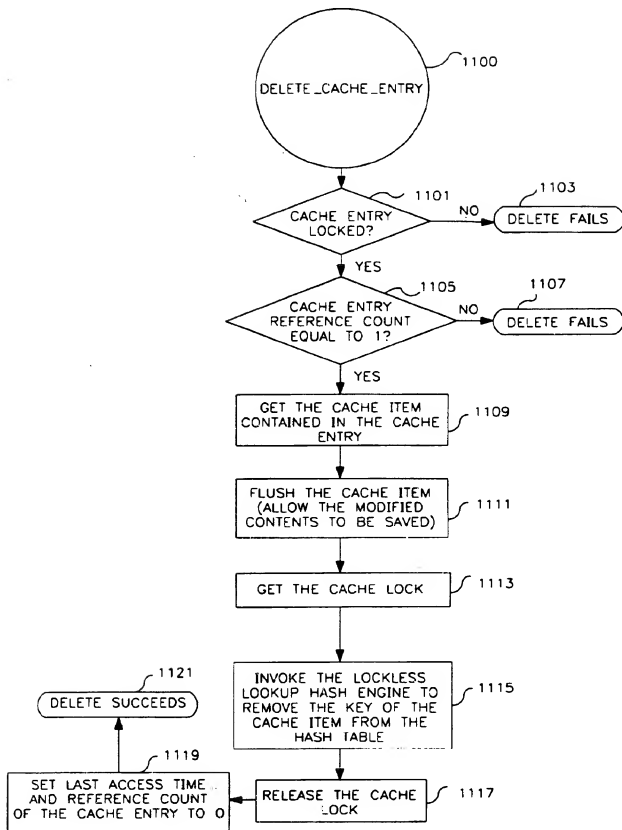 1100
DELETE_CACHE_ENTRY
1101
CACHE ENTRY
LOCKED?
NO
1103
DELETE FAILS
YES
1105
CACHE ENTRY
REFERENCE COUNT
EQUAL TO 1?
NO
1107
DELETE FAILS
YES
GET THE CACHE ITEM
CONTAINED IN THE CACHE
ENTRY
1109
FLUSH THE CACHE ITEM
(ALLOW THE MODIFIED
CONTENTS TO BE SAVED)
1111
GET THE CACHE LOCK
1113
INVOKE THE LOCKLESS
LOOKUP HASH ENGINE TO
REMOVE THE KEY OF THE
CACHE ITEM FROM THE
HASH TABLE
1115
RELEASE THE CACHE
LOCK
1117
1119
SET LAST ACCESS TIME
AND REFERENCE COUNT
OF THE CACHE ENTRY TO 0
1121
DELETE SUCCEEDS